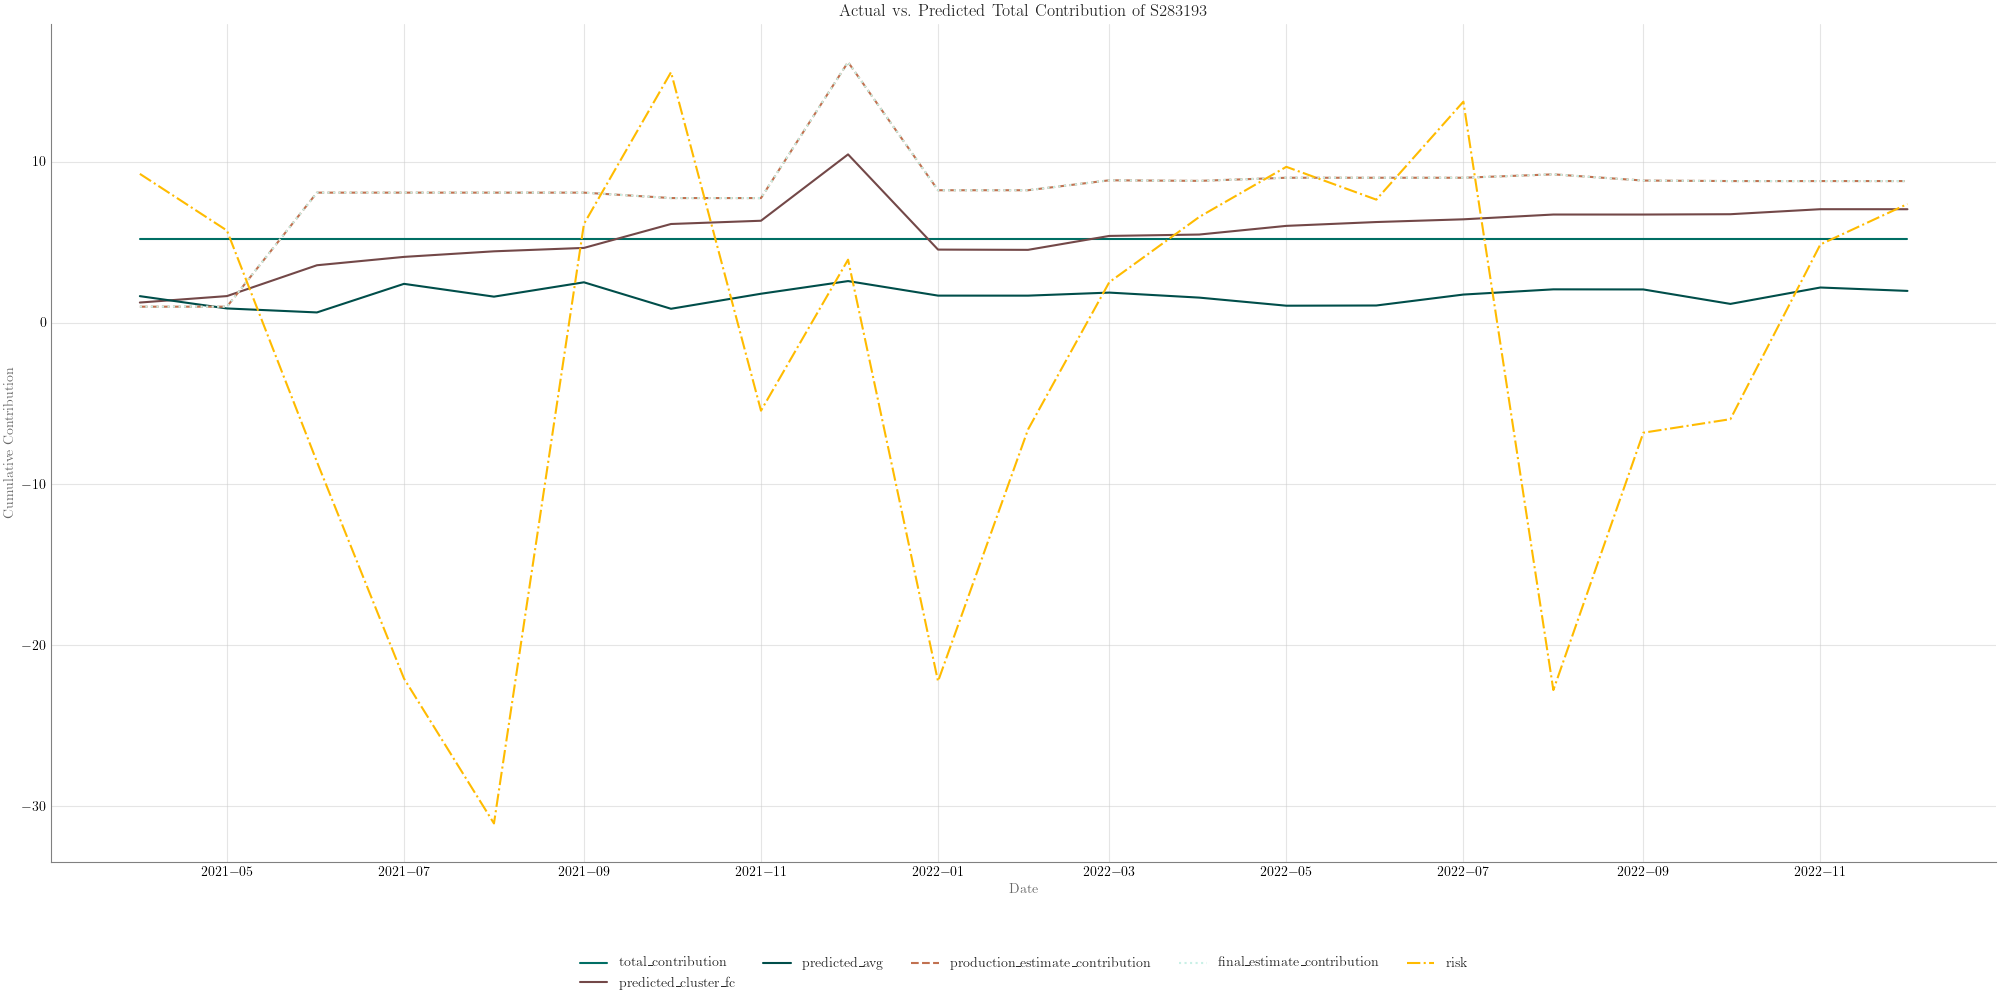 Actual vs. Predicted Total Contribution of S283193
Cumulative Contribution
10
0
−10
−20
−30
2021−05 2021−07 2021−09 2021−11 2022−01 2022−03 2022−05 2022−07 2022−09 2022−11
Date
total_contribution predicted_avg production_estimate_contribution final_estimate_contribution risk
predicted_cluster_fc